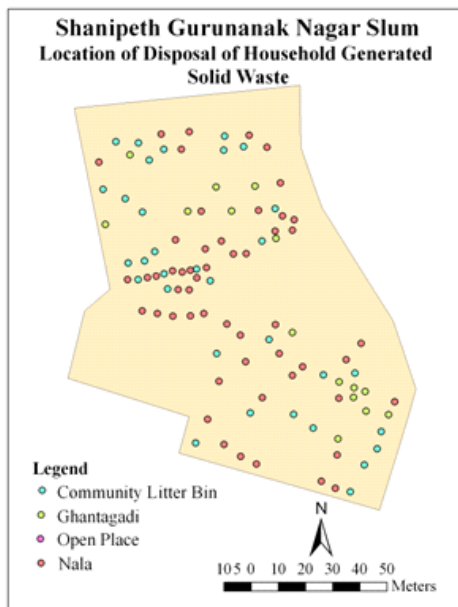 Shanipeth Gurunanak Nagar Slum
Location of Disposal of Household Generated
Solid Waste
Legend
Community Litter Bin
Ghantagadi
Open Place
Nala
N
10 5 0 10 20 30 40 50
Meters